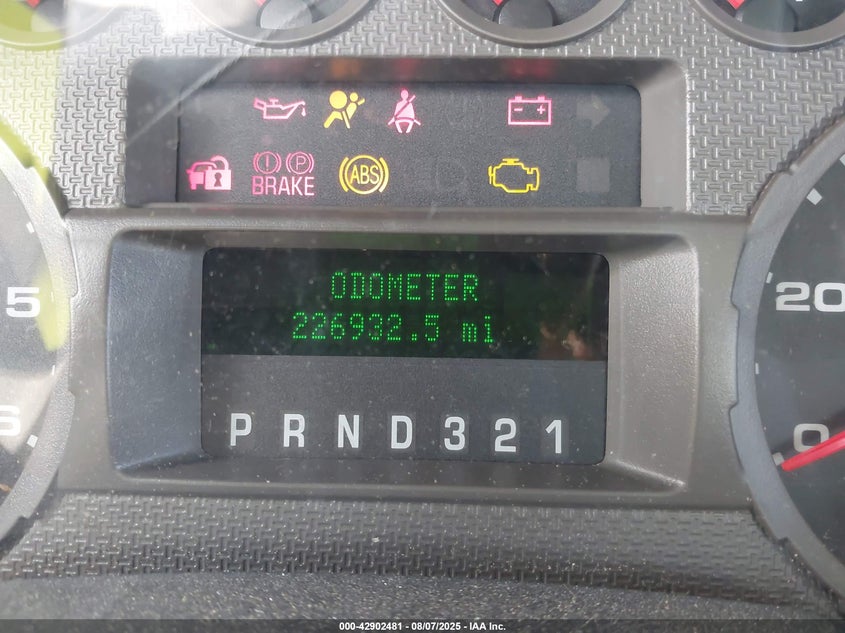 BRAKE
ABS
ODOMETER
226932.5 mi
P R N D 3 2 1
5
6
20
0
000-42902481 - 08/07/2025 - IAA Inc.